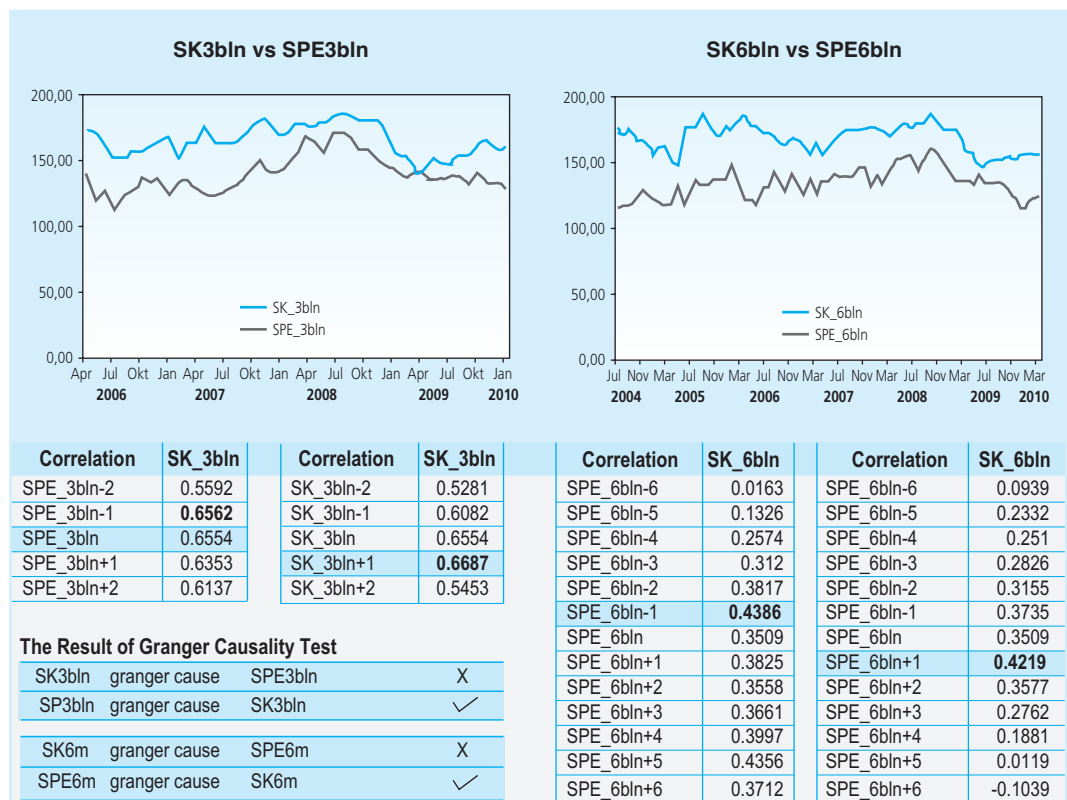 SK3bln vs SPE3bln
200,00
150,00
100,00
50,00
0,00
SK_3bln
SPE_3bln
Apr Jul Okt Jan Apr Jul Okt Jan Apr Jul Okt Jan Apr Jul Okt Jan
2006 2007 2008 2009 2010
SK6bln vs SPE6bln
200,00
150,00
100,00
50,00
0,00
SK_6bln
SPE_6bln
Jul Nov Mar Jul Nov Mar Jul Nov Mar Jul Nov Mar Jul Nov Mar Jul Nov Mar
2004 2005 2006 2007 2008 2009 2010
Correlation SK_3bln
SPE_3bln-2 0.5592
SPE_3bln-1 0.6562
SPE_3bln 0.6554
SPE_3bln+1 0.6353
SPE_3bln+2 0.6137
Correlation SK_3bln
SK_3bln-2 0.5281
SK_3bln-1 0.6082
SK_3bln 0.6554
SK_3bln+1 0.6687
SK_3bln+2 0.5453
The Result of Granger Causality Test
SK3bln granger cause SPE3bln X
SP3bln granger cause SK3bln ✓
SK6m granger cause SPE6m X
SPE6m granger cause SK6m ✓
Correlation SK_6bln
SPE_6bln-6 0.0163
SPE_6bln-5 0.1326
SPE_6bln-4 0.2574
SPE_6bln-3 0.312
SPE_6bln-2 0.3817
SPE_6bln-1 0.4386
SPE_6bln 0.3509
SPE_6bln+1 0.3825
SPE_6bln+2 0.3558
SPE_6bln+3 0.3661
SPE_6bln+4 0.3997
SPE_6bln+5 0.4356
SPE_6bln+6 0.3712
Correlation SK_6bln
SPE_6bln-6 0.0939
SPE_6bln-5 0.2332
SPE_6bln-4 0.251
SPE_6bln-3 0.2826
SPE_6bln-2 0.3155
SPE_6bln-1 0.3735
SPE_6bln 0.3509
SPE_6bln+1 0.4219
SPE_6bln+2 0.3577
SPE_6bln+3 0.2762
SPE_6bln+4 0.1881
SPE_6bln+5 0.0119
SPE_6bln+6 -0.1039